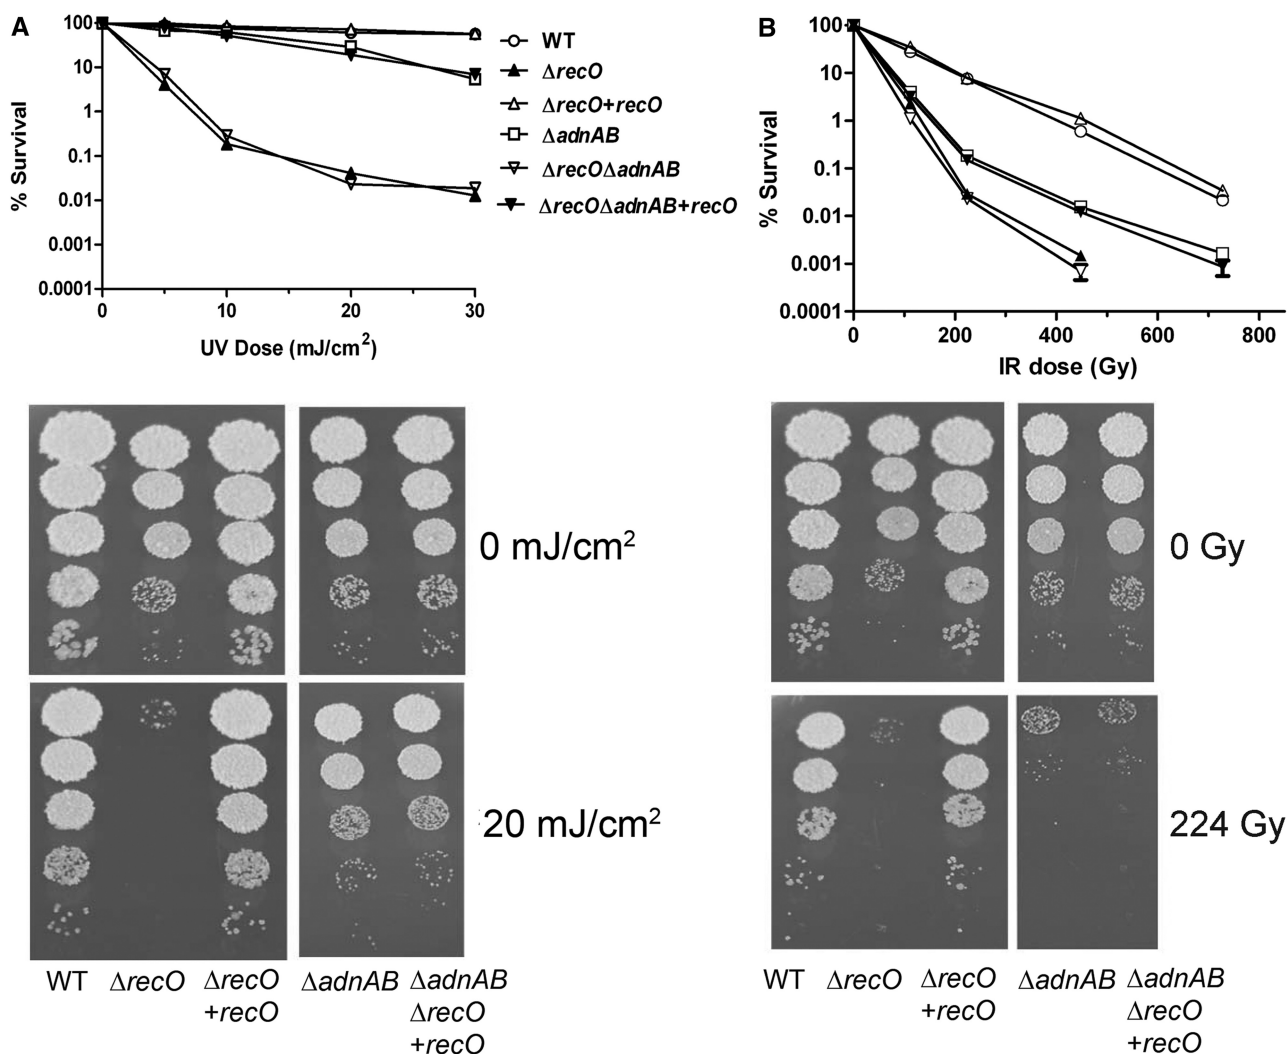 A
100
10
1
0.1
0.01
0.001
0.0001
% Survival
0 10 20 30
UV Dose (mJ/cm2)
WT
ΔrecO
ΔrecO+recO
ΔadnAB
ΔrecOΔadnAB
ΔrecOΔadnAB+recO
B
100
10
1
0.1
0.01
0.001
0.0001
% Survival
0 200 400 600 800
IR dose (Gy)
0 mJ/cm2
20 mJ/cm2
WT ΔrecO ΔrecO ΔadnAB ΔadnAB
+recO ΔrecO
+recO
0 Gy
224 Gy
WT ΔrecO ΔrecO ΔadnAB ΔadnAB
+recO ΔrecO
+recO